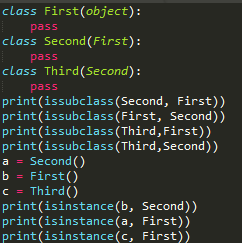 class First(object):
    pass
class Second(First):
    pass
class Third(Second):
    pass
print(issubclass(Second, First))
print(issubclass(First, Second))
print(issubclass(Third,First))
print(issubclass(Third,Second))
a = Second()
b = First()
c = Third()
print(isinstance(b, Second))
print(isinstance(a, First))
print(isinstance(c, First))